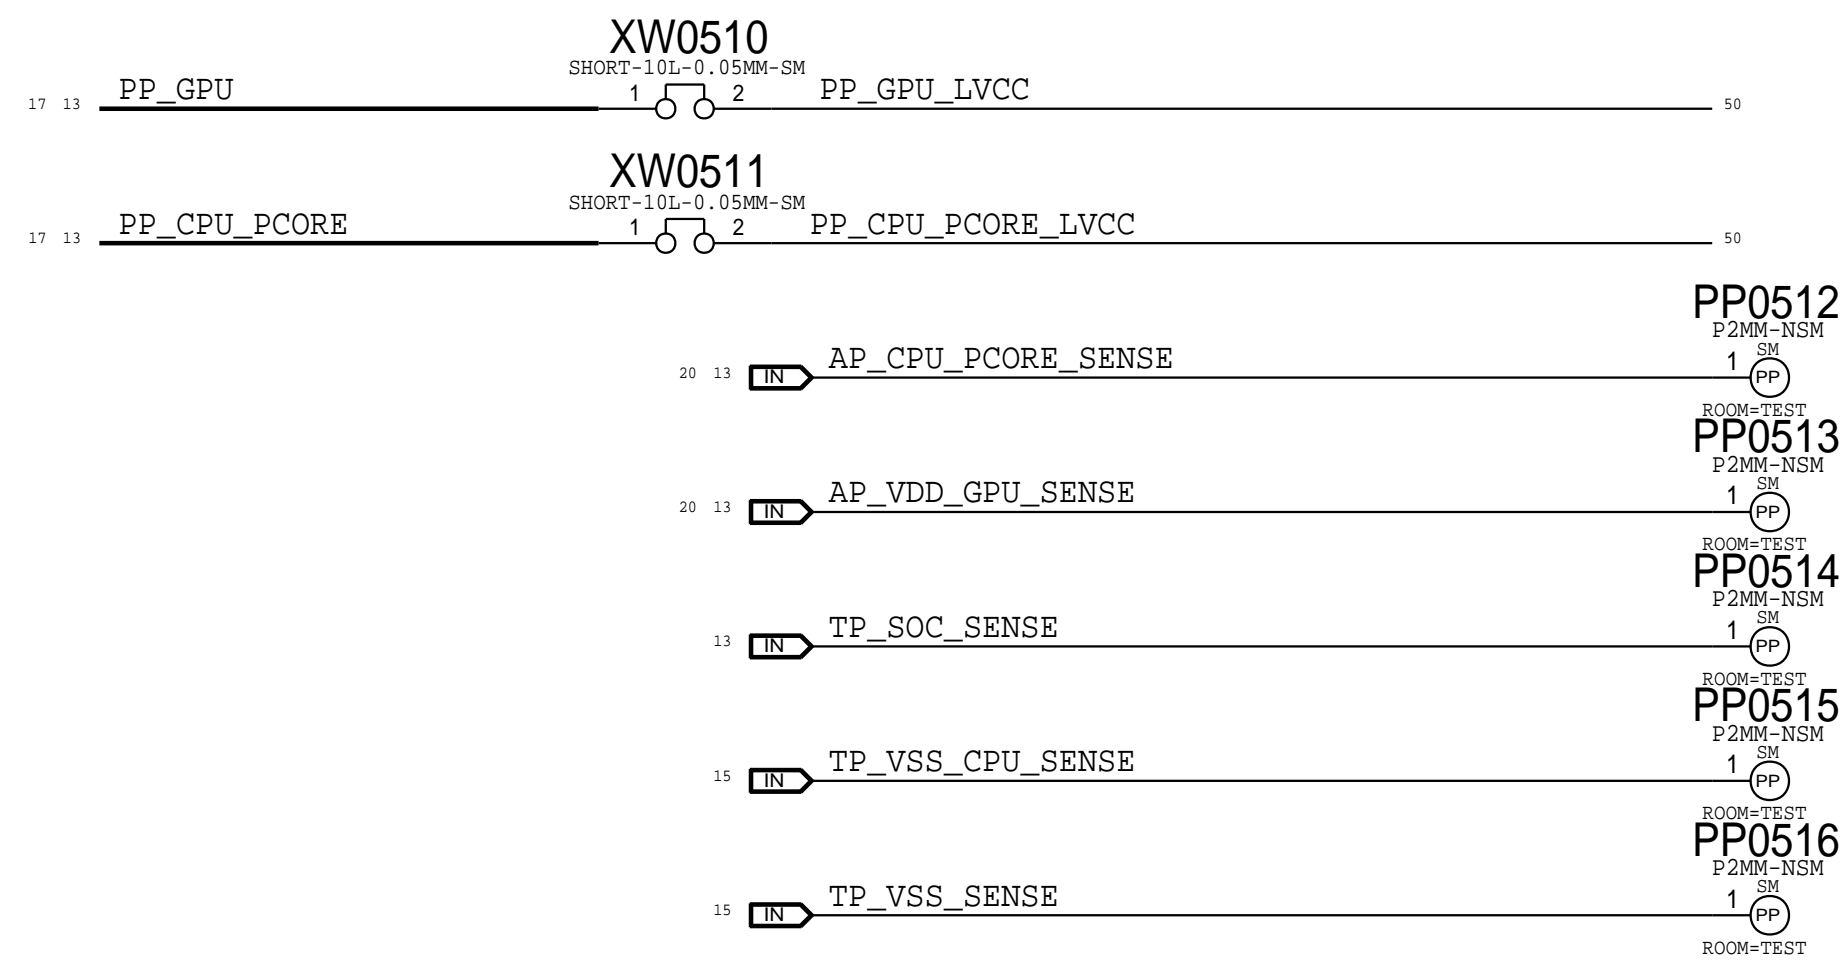 XW0510
SHORT-10L-0.05MM-SM
17 13 PP_GPU 1 2 PP_GPU_LVCC 50
XW0511
SHORT-10L-0.05MM-SM
17 13 PP_CPU_PCORE 1 2 PP_CPU_PCORE_LVCC 50
PP0512
P2MM-NSM
SM
20 13 IN AP_CPU_PCORE_SENSE 1 PP
ROOM=TEST
PP0513
P2MM-NSM
SM
20 13 IN AP_VDD_GPU_SENSE 1 PP
ROOM=TEST
PP0514
P2MM-NSM
SM
13 IN TP_SOC_SENSE 1 PP
ROOM=TEST
PP0515
P2MM-NSM
SM
15 IN TP_VSS_CPU_SENSE 1 PP
ROOM=TEST
PP0516
P2MM-NSM
SM
15 IN TP_VSS_SENSE 1 PP
ROOM=TEST